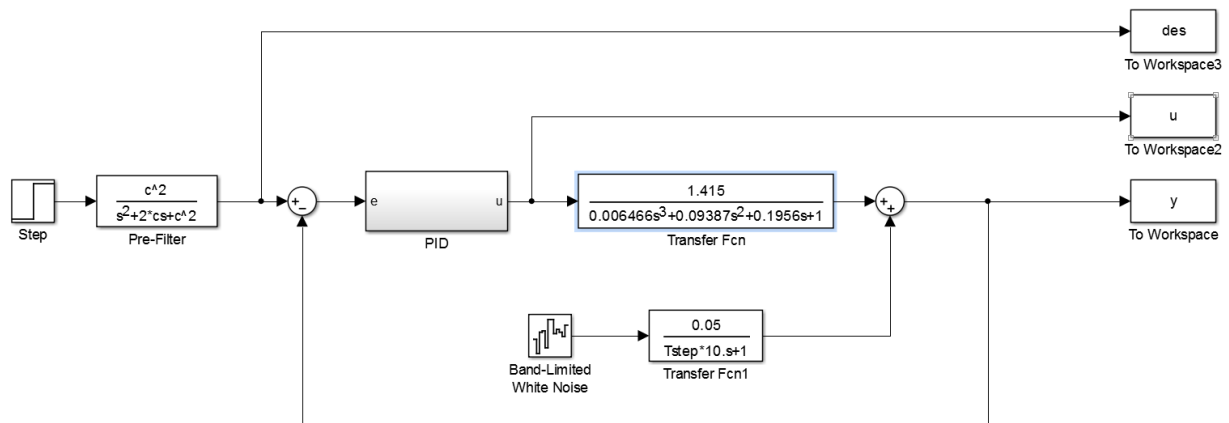 des
To Workspace3
u
To Workspace2
Step
c^2
s²+2*cs+c^2
Pre-Filter
+
−
e
u
PID
1.415
0.006466s³+0.09387s²+0.1956s+1
Transfer Fcn
+
+
y
To Workspace
Band-Limited
White Noise
0.05
Tstep*10.s+1
Transfer Fcn1